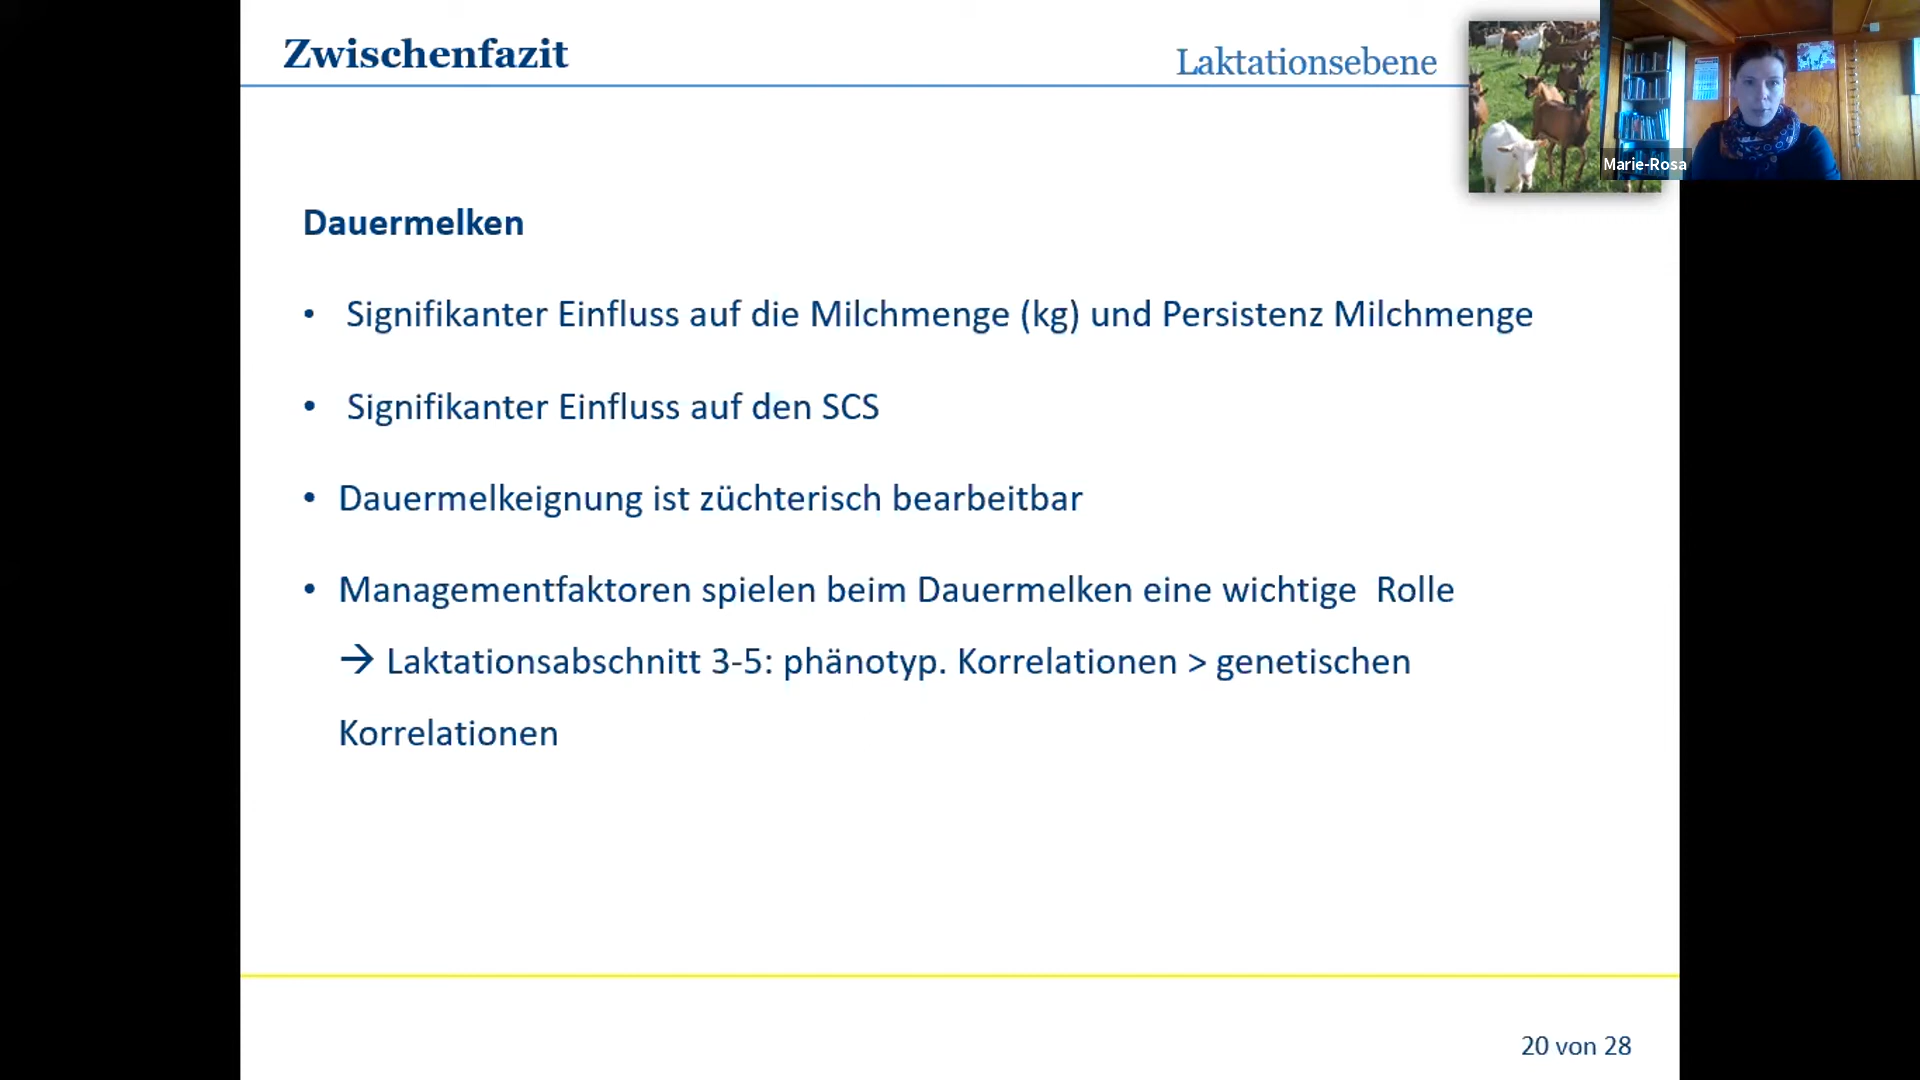 Zwischenfazit
Laktationsebene
Marie-Rosa
Dauermelken
• Signifikanter Einfluss auf die Milchmenge (kg) und Persistenz Milchmenge
• Signifikanter Einfluss auf den SCS
• Dauermelkeignung ist züchterisch bearbeitbar
• Managementfaktoren spielen beim Dauermelken eine wichtige Rolle
→ Laktationsabschnitt 3-5: phänotyp. Korrelationen > genetischen
Korrelationen
20 von 28